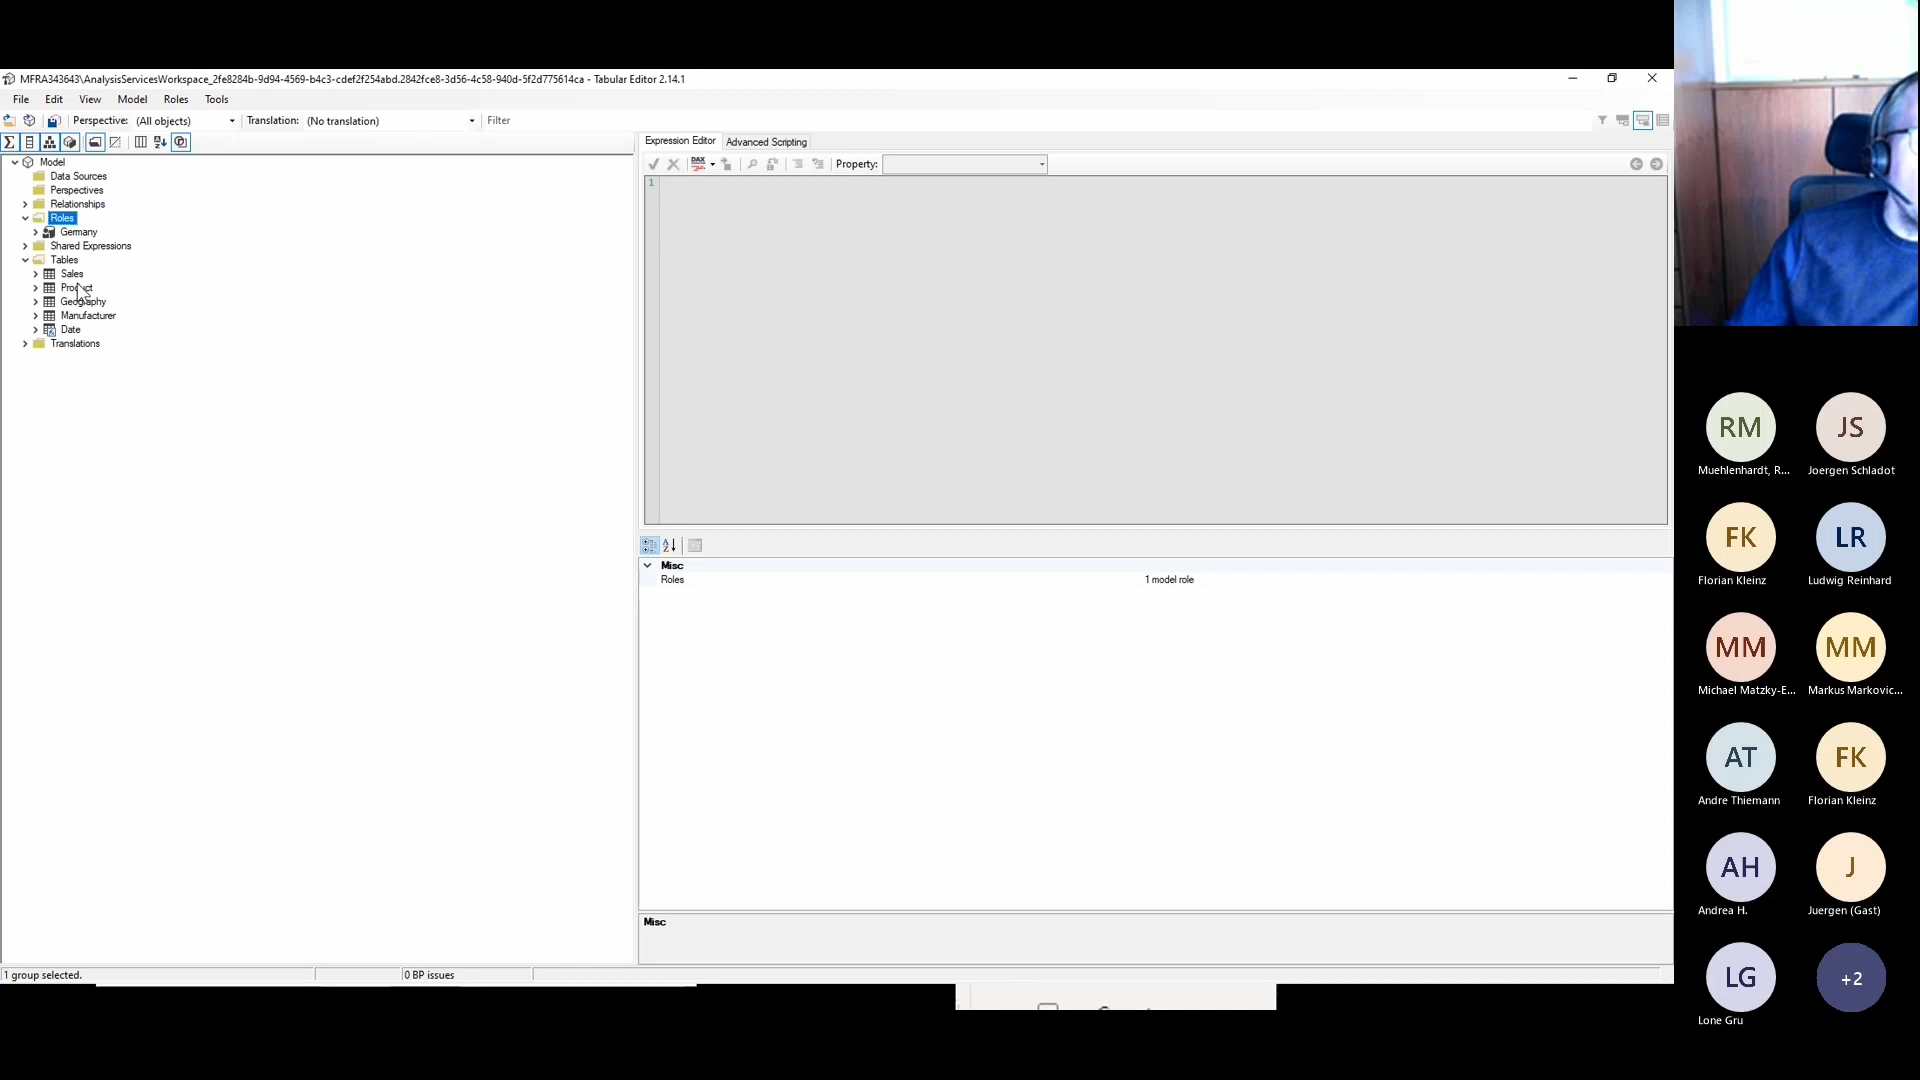 MFRA343643\AnalysisServicesWorkspace_2fe8284b-9d94-4569-b4c3-cdef2f254abd.2842fce8-3d56-4c58-940d-5f2d775614ca - Tabular Editor 2.14.1
File Edit View Model Roles Tools
Perspective: (All objects) Translation: (No translation) Filter
Expression Editor Advanced Scripting
DAX Property:
1
Model
Data Sources
Perspectives
Relationships
Roles
Germany
Shared Expressions
Tables
Sales
Product
Geography
Manufacturer
Date
Translations
Misc
Roles 1 model role
Misc
1 group selected. 0 BP issues
RM JS
Muehlenhardt, R... Joergen Schladot
FK LR
Florian Kleinz Ludwig Reinhard
MM MM
Michael Matzky-E... Markus Markovic...
AT FK
Andre Thiemann Florian Kleinz
AH J
Andrea H. Juergen (Gast)
LG +2
Lone Gru